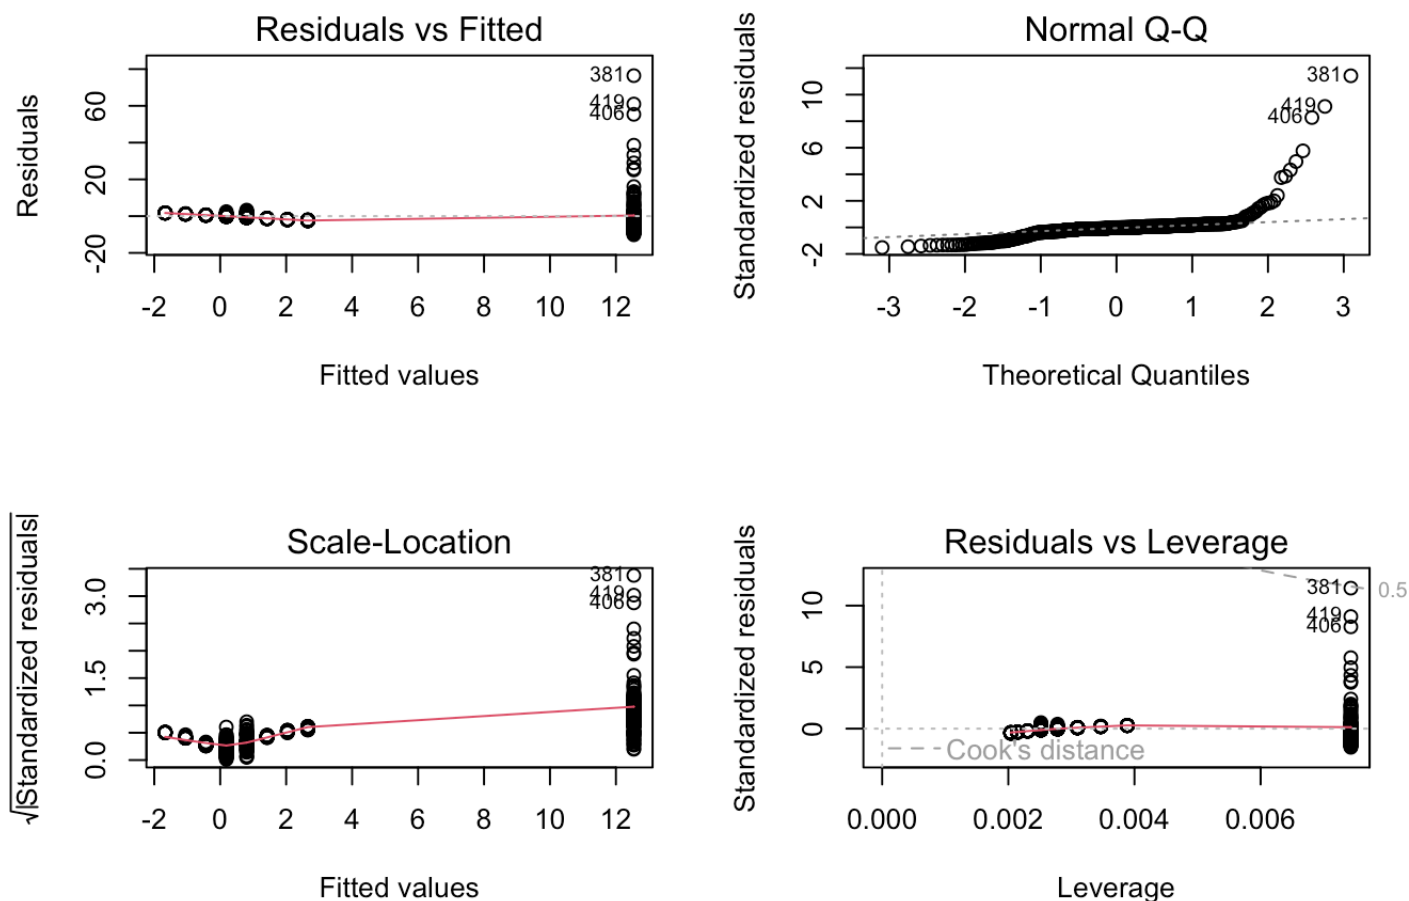 Residuals vs Fitted
Residuals
60
20
-20
381
419
406
-2 0 2 4 6 8 10 12
Fitted values
Normal Q-Q
Standardized residuals
10
6
2
-2
381
419
406
-3 -2 -1 0 1 2 3
Theoretical Quantiles
Scale-Location
√|Standardized residuals|
3.0
1.5
0.0
381
419
406
-2 0 2 4 6 8 10 12
Fitted values
Residuals vs Leverage
Standardized residuals
10
5
0
381
419
406
0.5
Cook's distance
0.000 0.002 0.004 0.006
Leverage